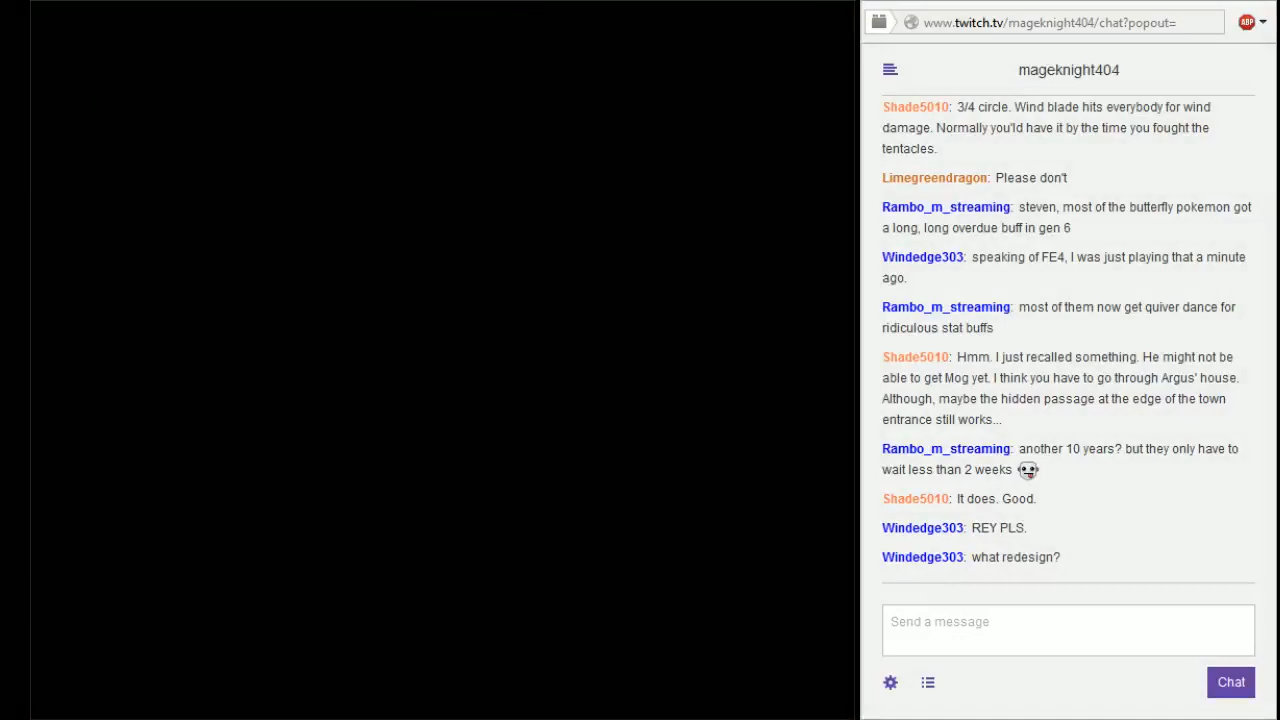 www.twitch.tv/mageknight404/chat?popout=
ABP
mageknight404
Shade5010: 3/4 circle. Wind blade hits everybody for wind
damage. Normally you'ld have it by the time you fought the
tentacles.
Limegreendragon: Please don't
Rambo_m_streaming: steven, most of the butterfly pokemon got
a long, long overdue buff in gen 6
Windedge303: speaking of FE4, I was just playing that a minute
ago.
Rambo_m_streaming: most of them now get quiver dance for
ridiculous stat buffs
Shade5010: Hmm. I just recalled something. He might not be
able to get Mog yet. I think you have to go through Argus' house.
Although, maybe the hidden passage at the edge of the town
entrance still works...
Rambo_m_streaming: another 10 years? but they only have to
wait less than 2 weeks
Shade5010: It does. Good.
Windedge303: REY PLS.
Windedge303: what redesign?
Send a message
Chat